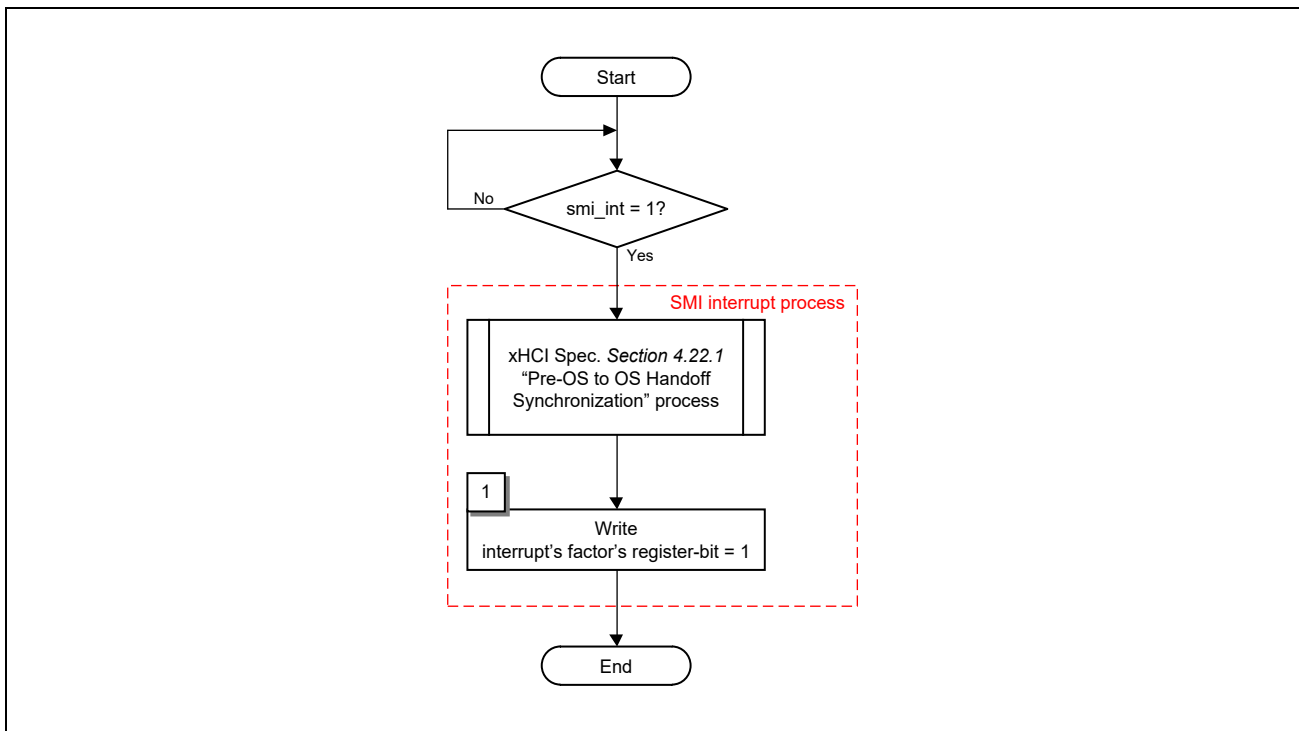 Start
No
smi_int = 1?
Yes
SMI interrupt process
xHCI Spec. Section 4.22.1
“Pre-OS to OS Handoff
Synchronization” process
1
Write
interrupt’s factor’s register-bit = 1
End